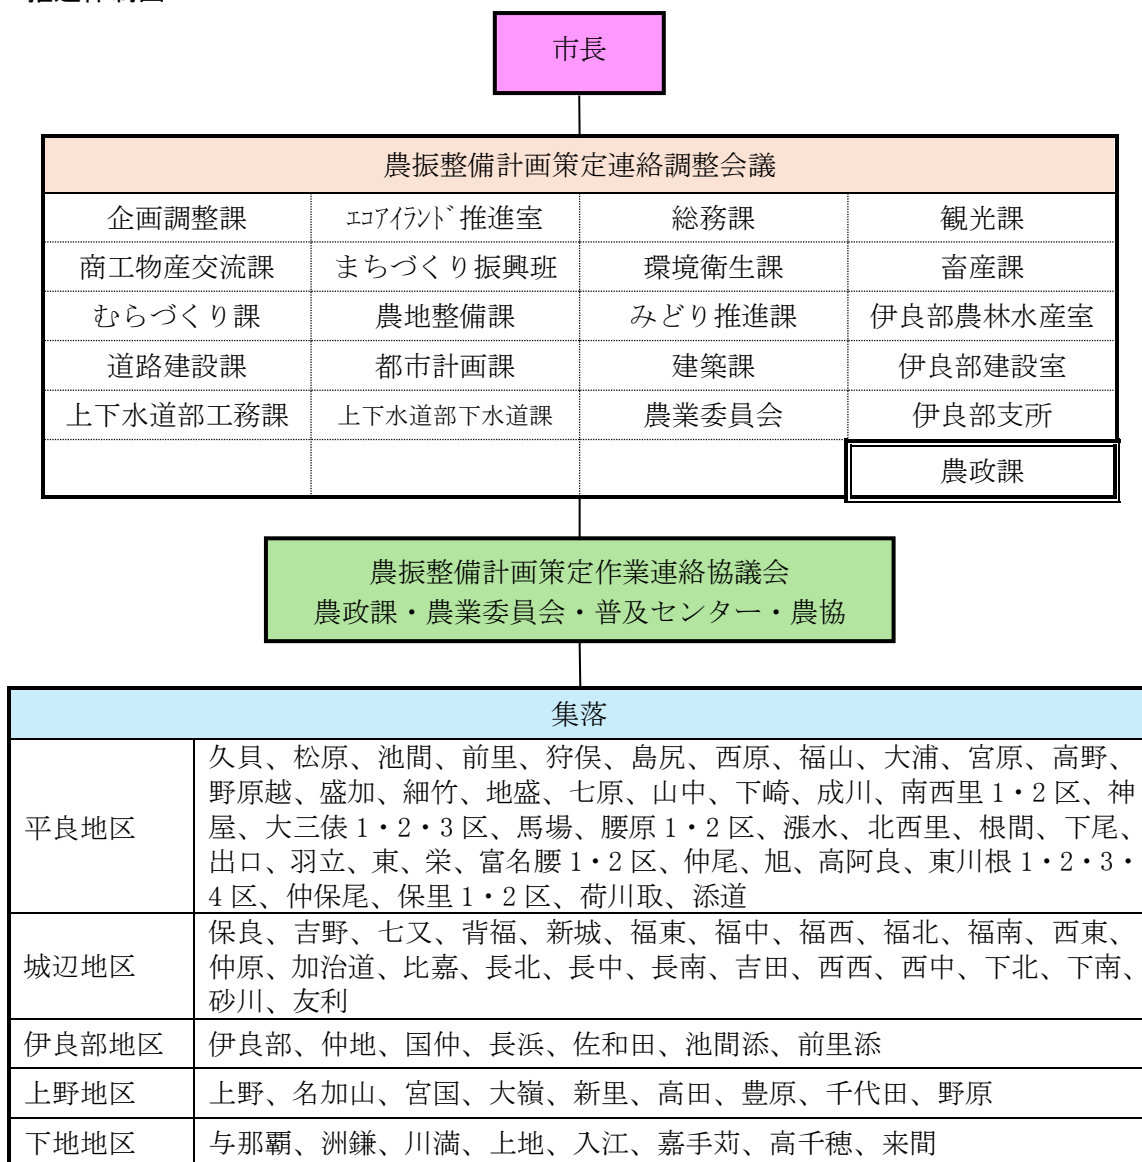 市長
農振整備計画策定連絡調整会議
企画調整課 エコアイランド推進室 総務課 観光課
商工物産交流課 まちづくり振興班 環境衛生課 畜産課
むらづくり課 農地整備課 みどり推進課 伊良部農林水産室
道路建設課 都市計画課 建築課 伊良部建設室
上下水道部工務課 上下水道部下水道課 農業委員会 伊良部支所
農政課
農振整備計画策定作業連絡協議会
農政課・農業委員会・普及センター・農協
集落
平良地区
久貝、松原、池間、前里、狩俣、島尻、西原、福山、大浦、宮原、高野、
野原越、盛加、細竹、地盛、七原、山中、下崎、成川、南西里1・2区、神
屋、大三俵1・2・3区、馬場、腰原1・2区、漲水、北西里、根間、下尾、
出口、羽立、東、栄、富名腰1・2区、仲尾、旭、高阿良、東川根1・2・3・
4区、仲保尾、保里1・2区、荷川取、添道
城辺地区
保良、吉野、七又、背福、新城、福東、福中、福西、福北、福南、西東、
仲原、加治道、比嘉、長北、長中、長南、吉田、西西、西中、下北、下南、
砂川、友利
伊良部地区 伊良部、仲地、国仲、長浜、佐和田、池間添、前里添
上野地区 上野、名加山、宮国、大嶺、新里、高田、豊原、千代田、野原
下地地区 与那覇、洲鎌、川満、上地、入江、嘉手苅、高千穂、来間